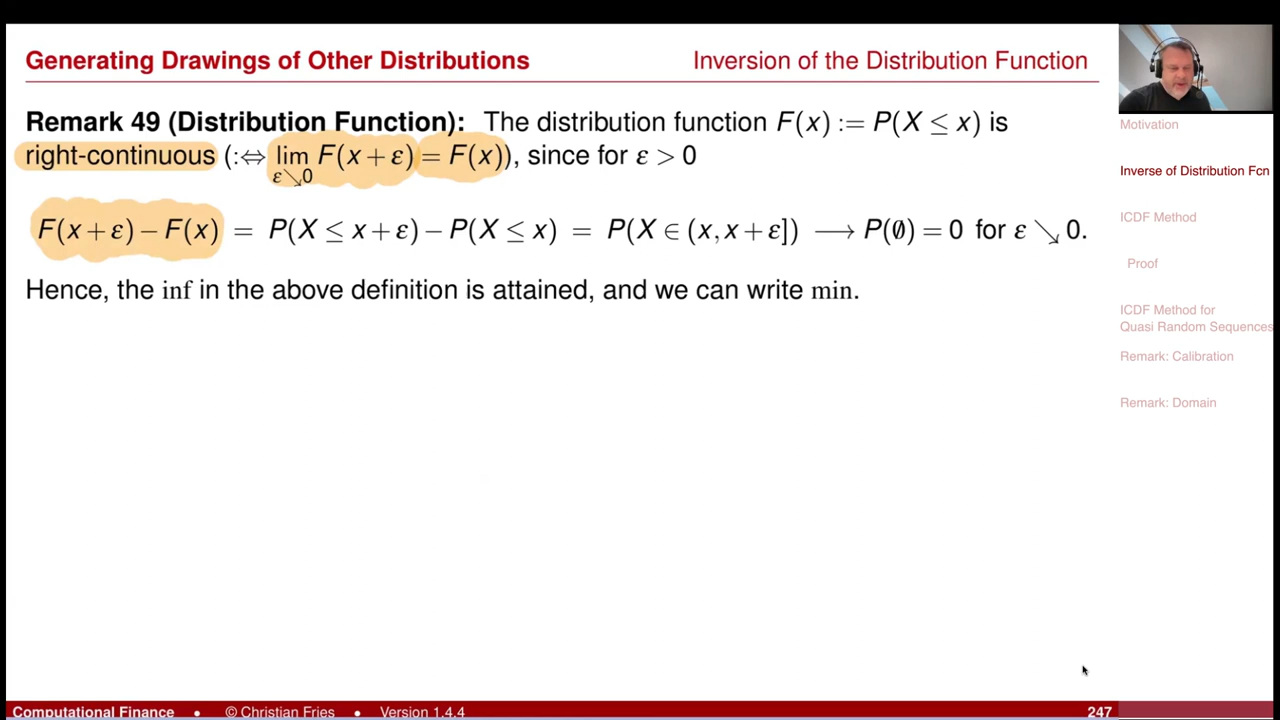 Generating Drawings of Other Distributions Inversion of the Distribution Function
Remark 49 (Distribution Function): The distribution function F(x) := P(X ≤ x) is
right-continuous (:⇔ lim F(x+ε) = F(x)), since for ε > 0
ε↘0
F(x+ε) − F(x) = P(X ≤ x+ε) − P(X ≤ x) = P(X ∈ (x, x+ε]) ⟶ P(∅) = 0 for ε ↘ 0.
Hence, the inf in the above definition is attained, and we can write min.
Motivation
Inverse of Distribution Fcn
ICDF Method
Proof
ICDF Method for
Quasi Random Sequences
Remark: Calibration
Remark: Domain
Computational Finance • © Christian Fries • Version 1.4.4 247